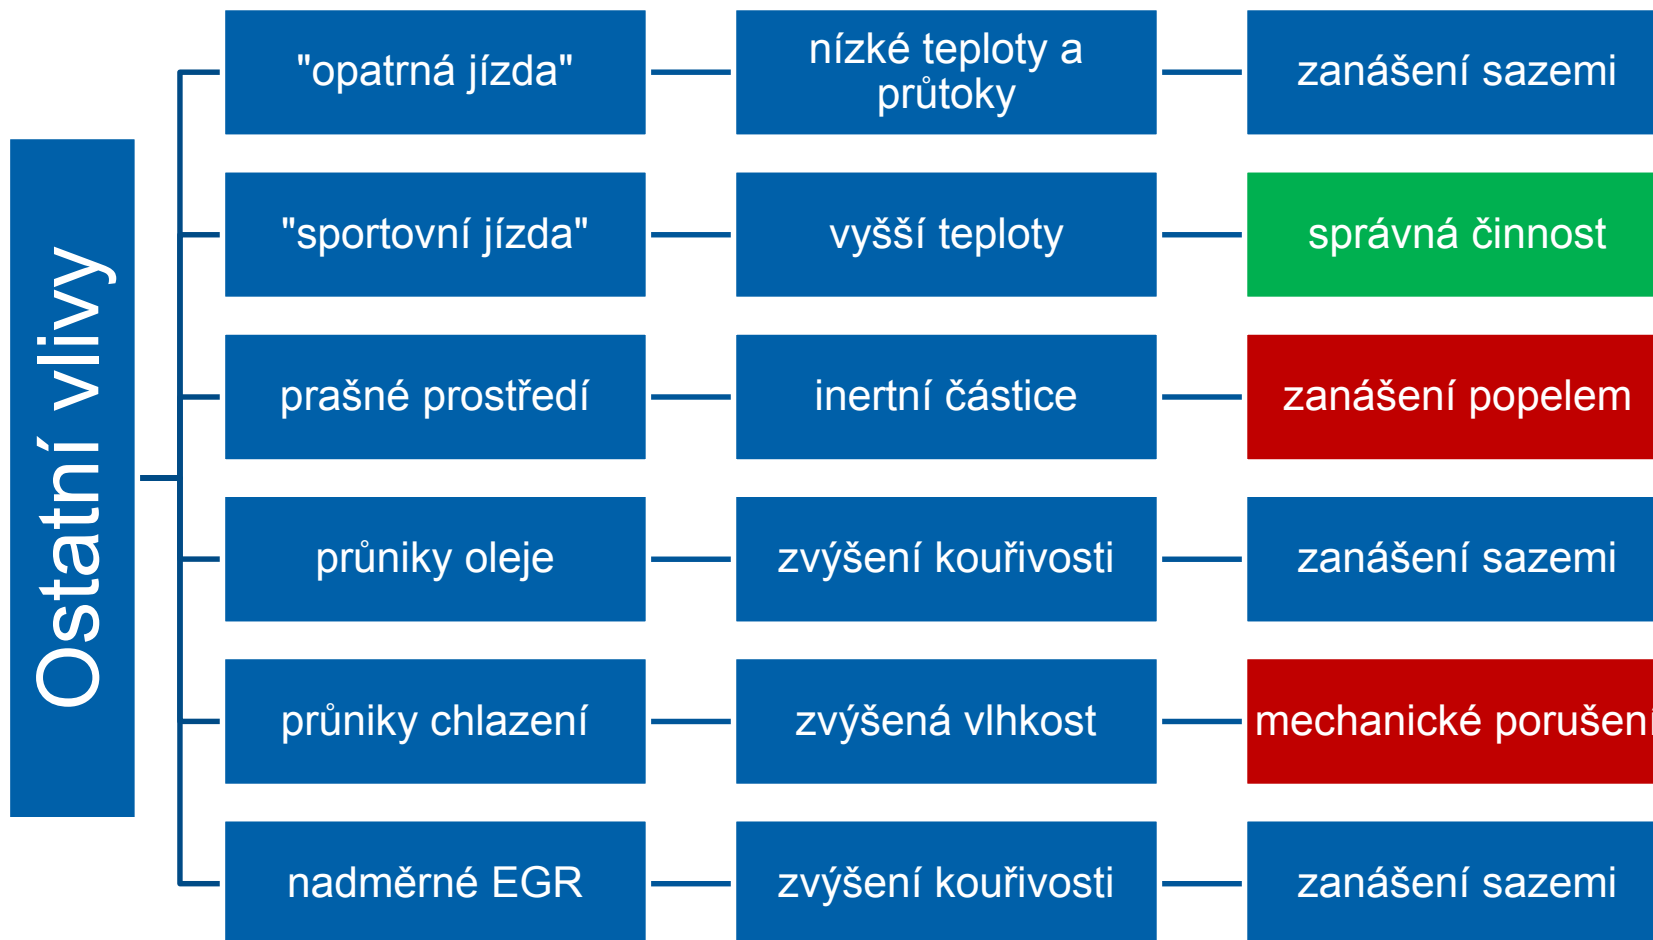 Ostatní vlivy
"opatrná jízda"
nízké teploty a
průtoky
zanášení sazemi
"sportovní jízda"
vyšší teploty
správná činnost
prašné prostředí
inertní částice
zanášení popelem
průniky oleje
zvýšení kouřivosti
zanášení sazemi
průniky chlazení
zvýšená vlhkost
mechanické porušení
nadměrné EGR
zvýšení kouřivosti
zanášení sazemi